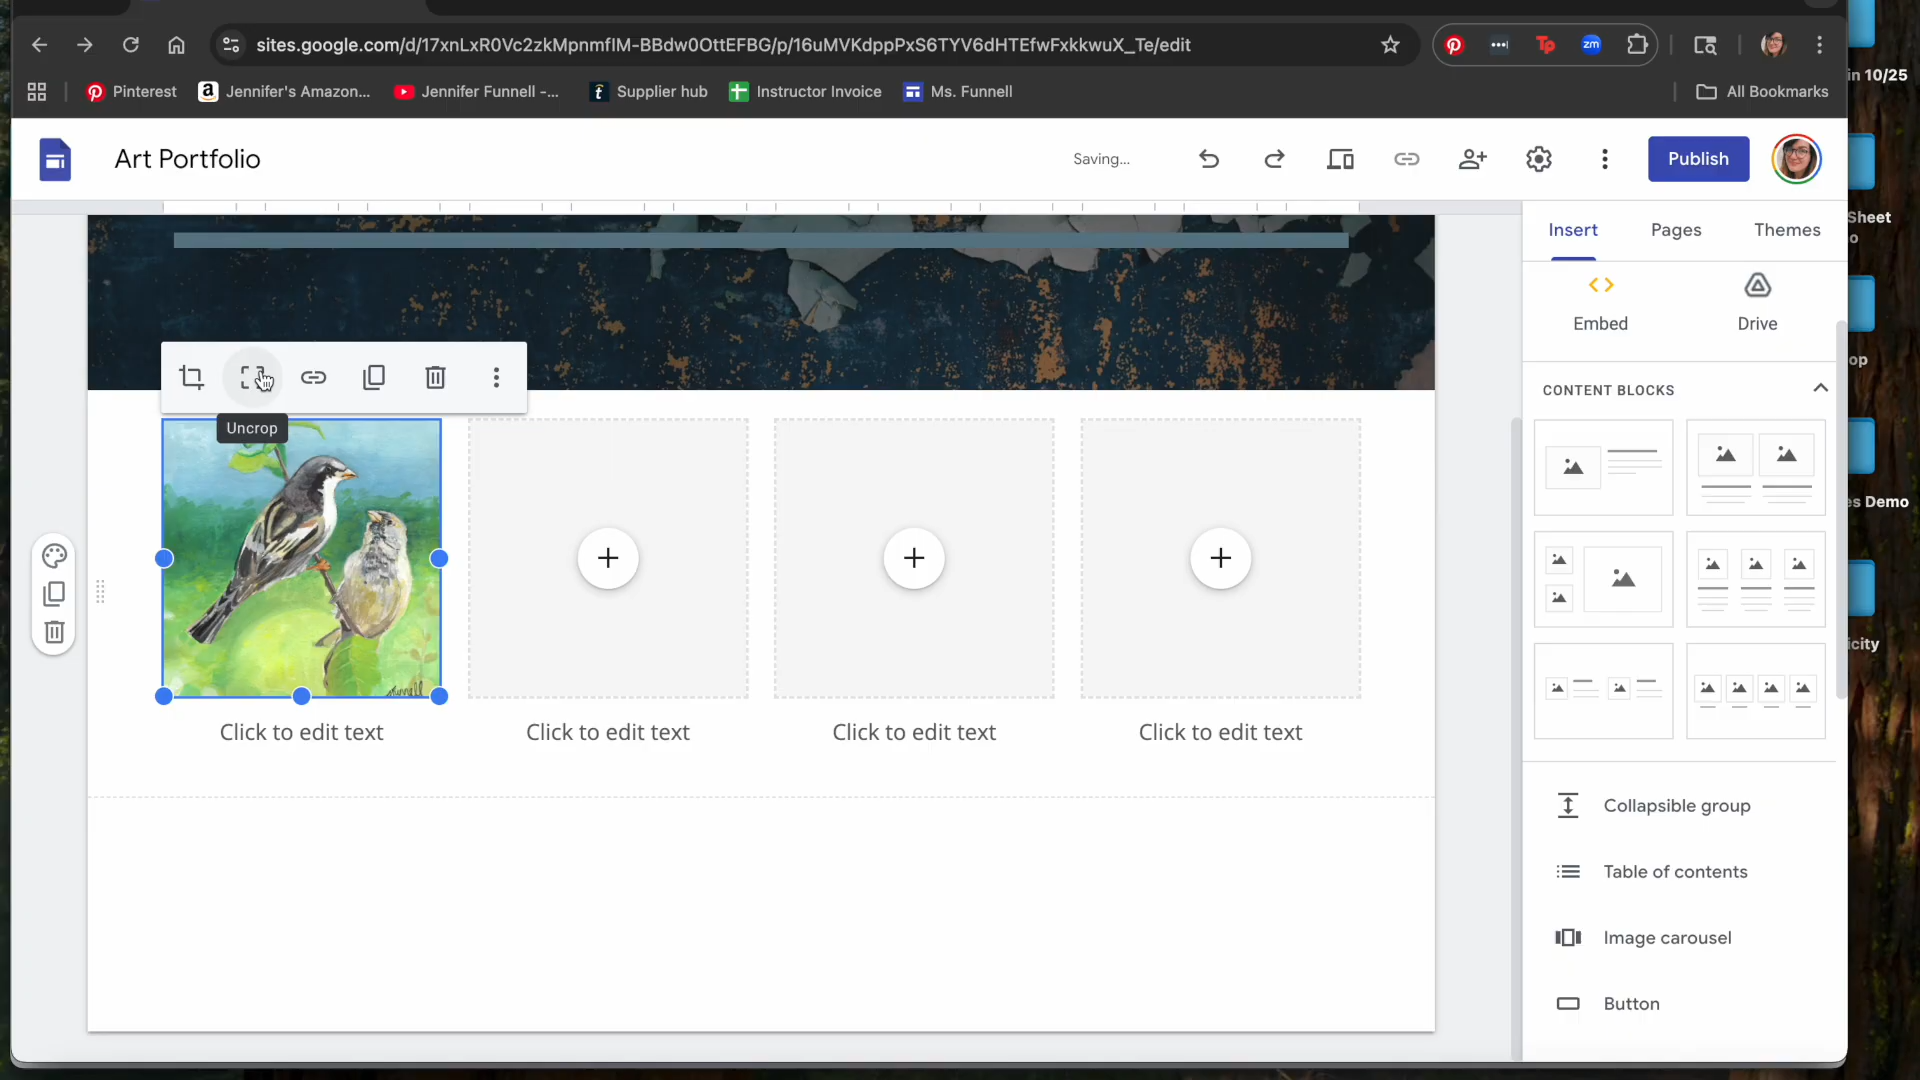 in 10/25
sites.google.com/d/17xnLxR0Vc2zkMpnmfIM-BBdw0OttEFBG/p/16uMVKdppPxS6TYV6dHTEfwFxkkwuX_Te/edit
Tp
zm
Pinterest
Jennifer's Amazon...
Jennifer Funnell -...
Supplier hub
Instructor Invoice
Ms. Funnell
All Bookmarks
Art Portfolio
Saving...
Publish
Sheet
o
Insert
Pages
Themes
Embed
Drive
op
CONTENT BLOCKS
Uncrop
es Demo
icity
Click to edit text
Click to edit text
Click to edit text
Click to edit text
Collapsible group
Table of contents
Image carousel
Button